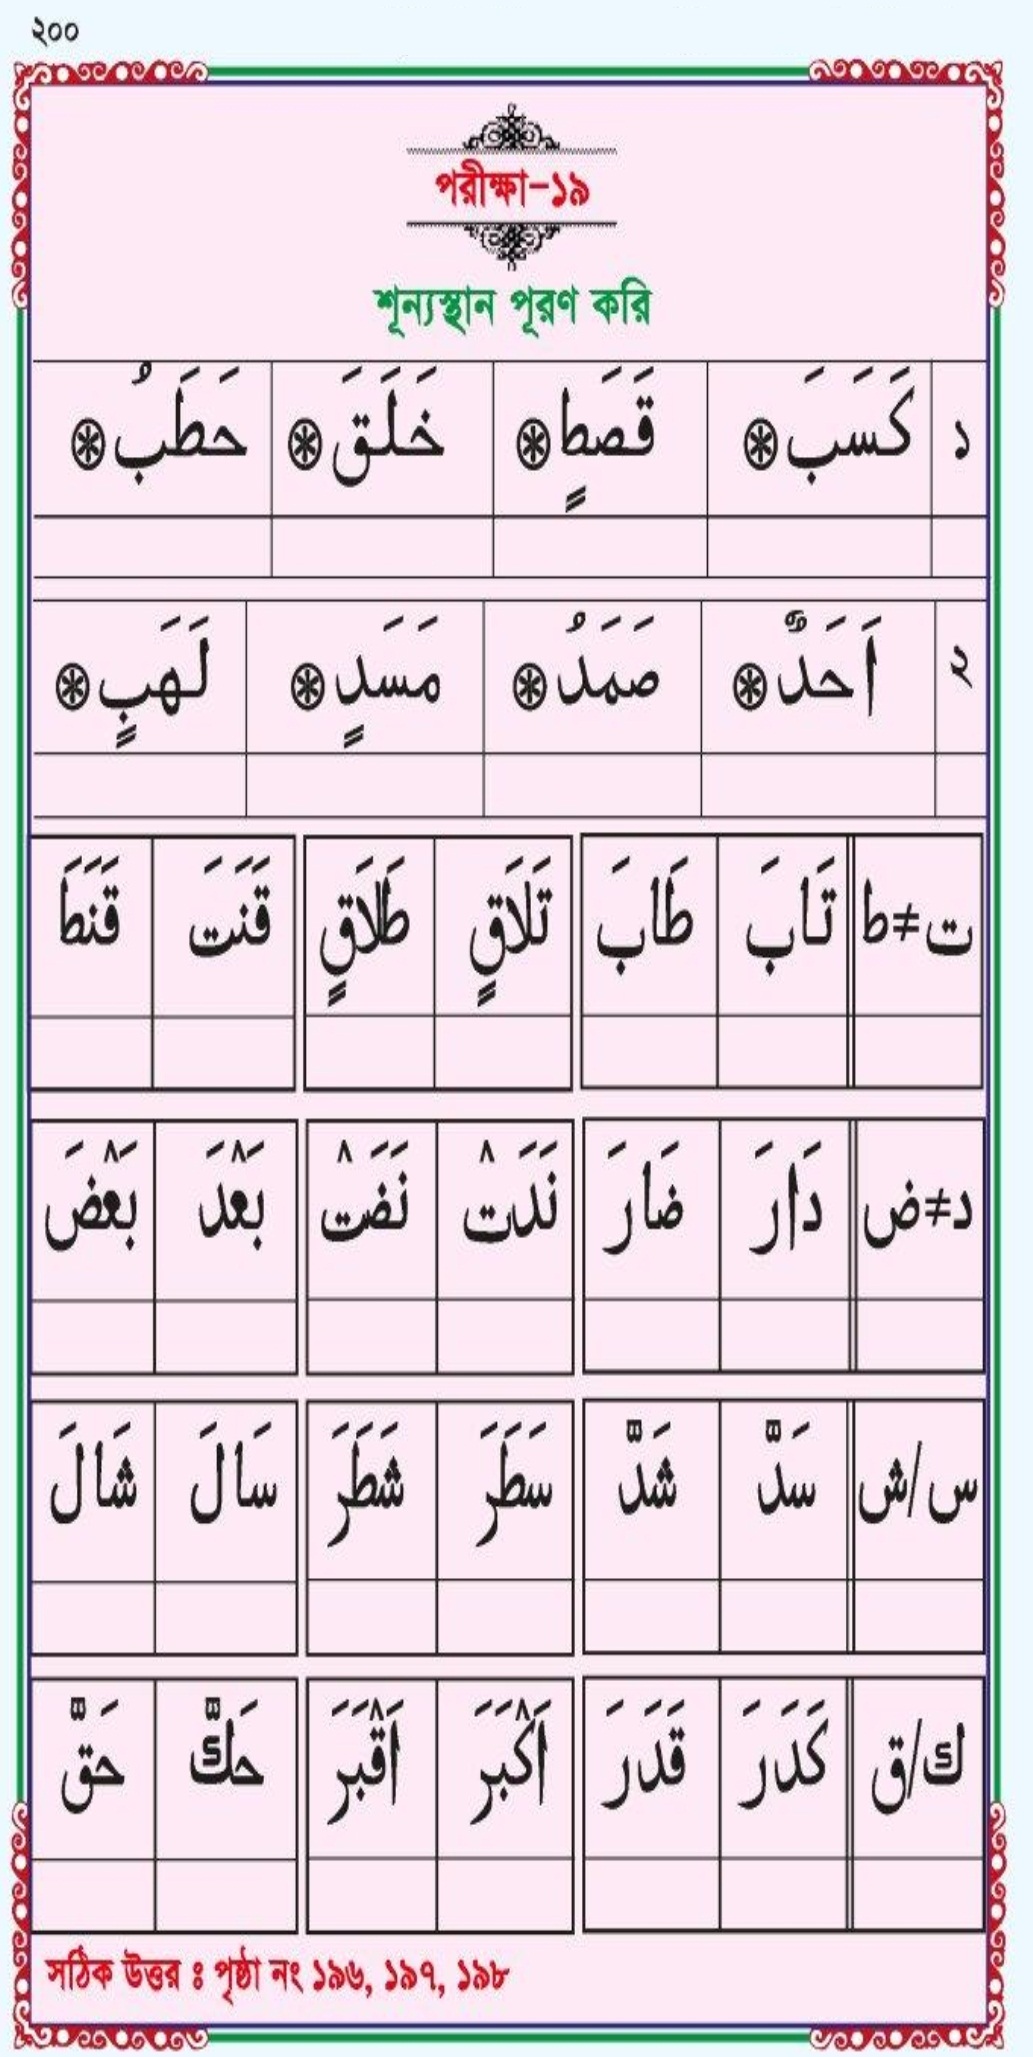 ২০০
পরীক্ষা-১৯
শূন্যস্থান পূরণ করি
১ كَسَبَ ۞ قَصَطٍ ۞ خَلَقَ ۞ حَطَبُ ۞
২ اَحَدٌ ۞ صَمَدُ ۞ مَسَدٍ ۞ لَهَبٍ ۞
ت≠ط تَابَ طَابَ تَلَاقٍ طَلَاقٍ قَنَتَ قَنَطَ
د≠ض دَارَ ضَارَ نَدَتْ نَضَتْ بَعْدَ بَعْضَ
س/ش سَدَّ شَدَّ سَطَرَ شَطَرَ سَالَ شَالَ
ك/ق كَدَرَ قَدَرَ اَكْبَرَ اَقْبَرَ حَكَّ حَقَّ
সঠিক উত্তর ঃ পৃষ্ঠা নং ১৯৬, ১৯৭, ১৯৮